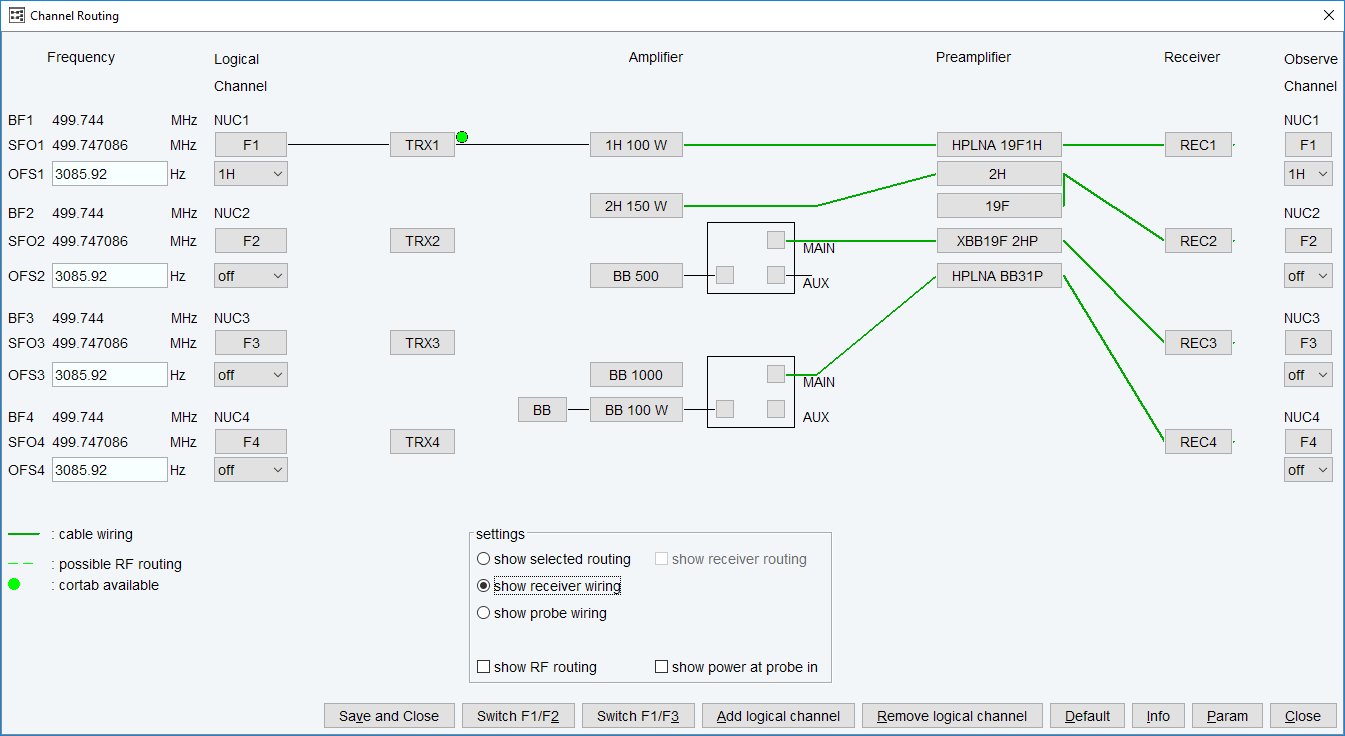 Channel Routing
Frequency Logical Channel Amplifier Preamplifier Receiver Observe Channel
BF1 499.744 MHz NUC1 NUC1
SFO1 499.747086 MHz F1 TRX1 1H 100 W HPLNA 19F1H REC1 F1
OFS1 3085.92 Hz 1H 2H 1H
2H 150 W 19F
BF2 499.744 MHz NUC2 NUC2
SFO2 499.747086 MHz F2 TRX2 MAIN XBB19F 2HP REC2 F2
OFS2 3085.92 Hz off BB 500 AUX HPLNA BB31P off
BF3 499.744 MHz NUC3 NUC3
SFO3 499.747086 MHz F3 TRX3 REC3 F3
OFS3 3085.92 Hz off BB 1000 MAIN off
BF4 499.744 MHz NUC4 BB BB 100 W AUX NUC4
SFO4 499.747086 MHz F4 TRX4 REC4 F4
OFS4 3085.92 Hz off off
: cable wiring
: possible RF routing
: cortab available
settings
show selected routing show receiver routing
show receiver wiring
show probe wiring
show RF routing show power at probe in
Save and Close Switch F1/F2 Switch F1/F3 Add logical channel Remove logical channel Default Info Param Close